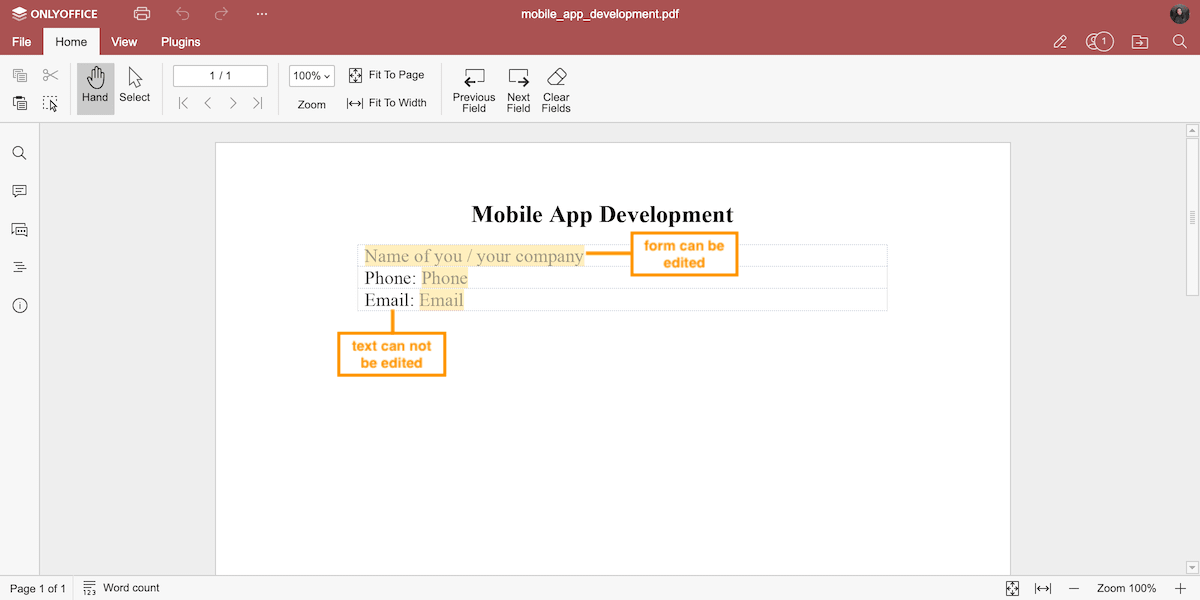 ONLYOFFICE
mobile_app_development.pdf
File Home View Plugins
1
Hand Select
1 / 1
100%
Zoom
Fit To Page
Fit To Width
Previous Field
Next Field
Clear Fields
Mobile App Development
Name of you / your company
form can be
edited
Phone: Phone
Email: Email
text can not
be edited
Page 1 of 1
123
Word count
Zoom 100%